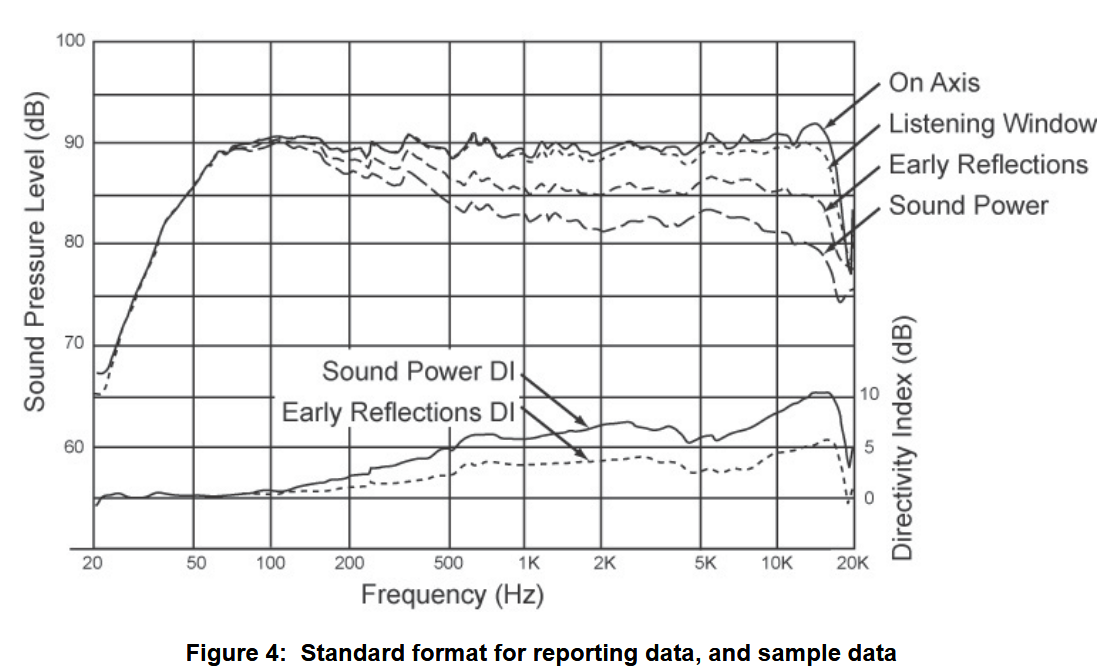 100
90
80
70
60
Sound Pressure Level (dB)
On Axis
Listening Window
Early Reflections
Sound Power
Sound Power DI
Early Reflections DI
10
5
0
Directivity Index (dB)
20 50 100 200 500 1K 2K 5K 10K 20K
Frequency (Hz)
Figure 4: Standard format for reporting data, and sample data